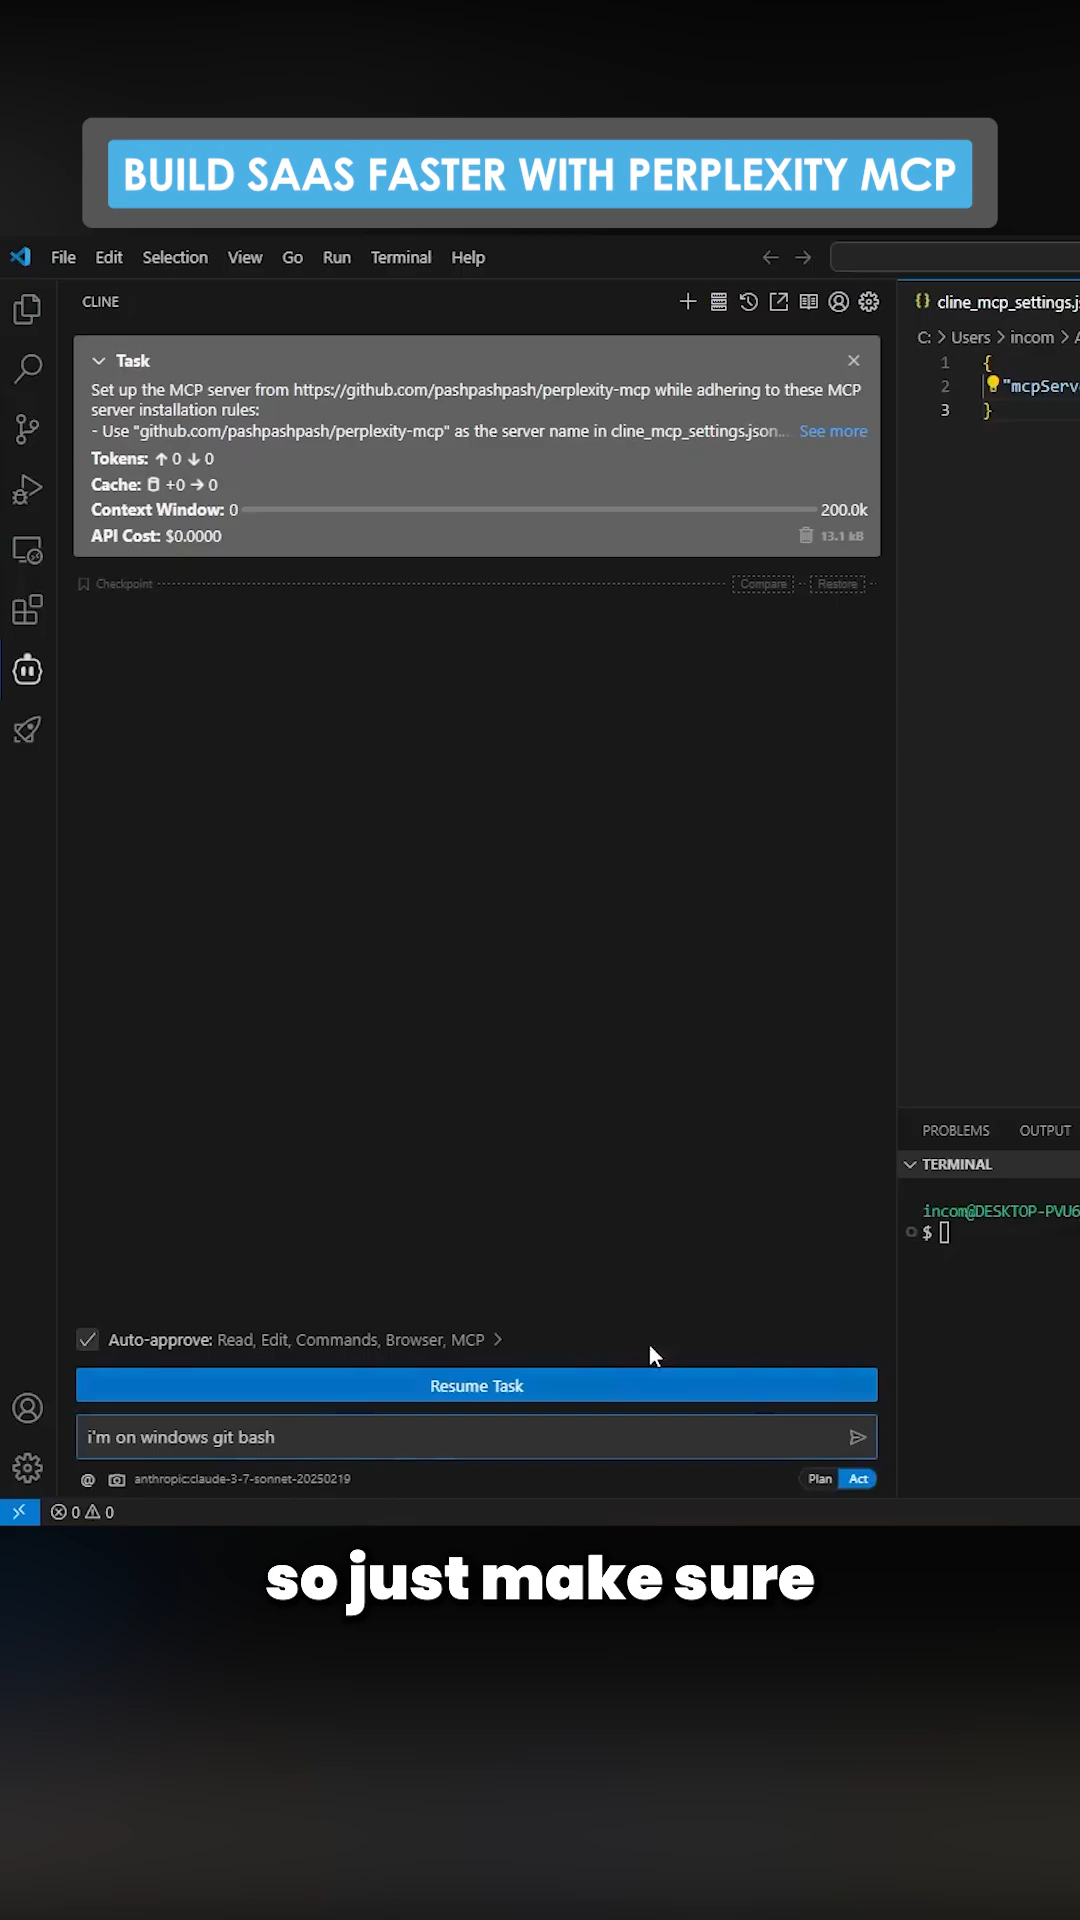 BUILD SAAS FASTER WITH PERPLEXITY MCP
File Edit Selection View Go Run Terminal Help
CLINE
cline_mcp_settings.js
Task
C: > Users > incom >
Set up the MCP server from https://github.com/pashpashpash/perplexity-mcp while adhering to these MCP
server installation rules:
- Use "github.com/pashpashpash/perplexity-mcp" as the server name in cline_mcp_settings.json... See more
Tokens: ↑ 0 ↓ 0
Cache: +0 → 0
Context Window: 0 200.0k
API Cost: $0.0000 13.1 kB
1 {
2 "mcpServe
3 }
Checkpoint Compare Restore
PROBLEMS OUTPUT
TERMINAL
incom@DESKTOP-PVU6
$
Auto-approve: Read, Edit, Commands, Browser, MCP >
Resume Task
i'm on windows git bash
@ anthropic:claude-3-7-sonnet-20250219 Plan Act
0 0
so just make sure